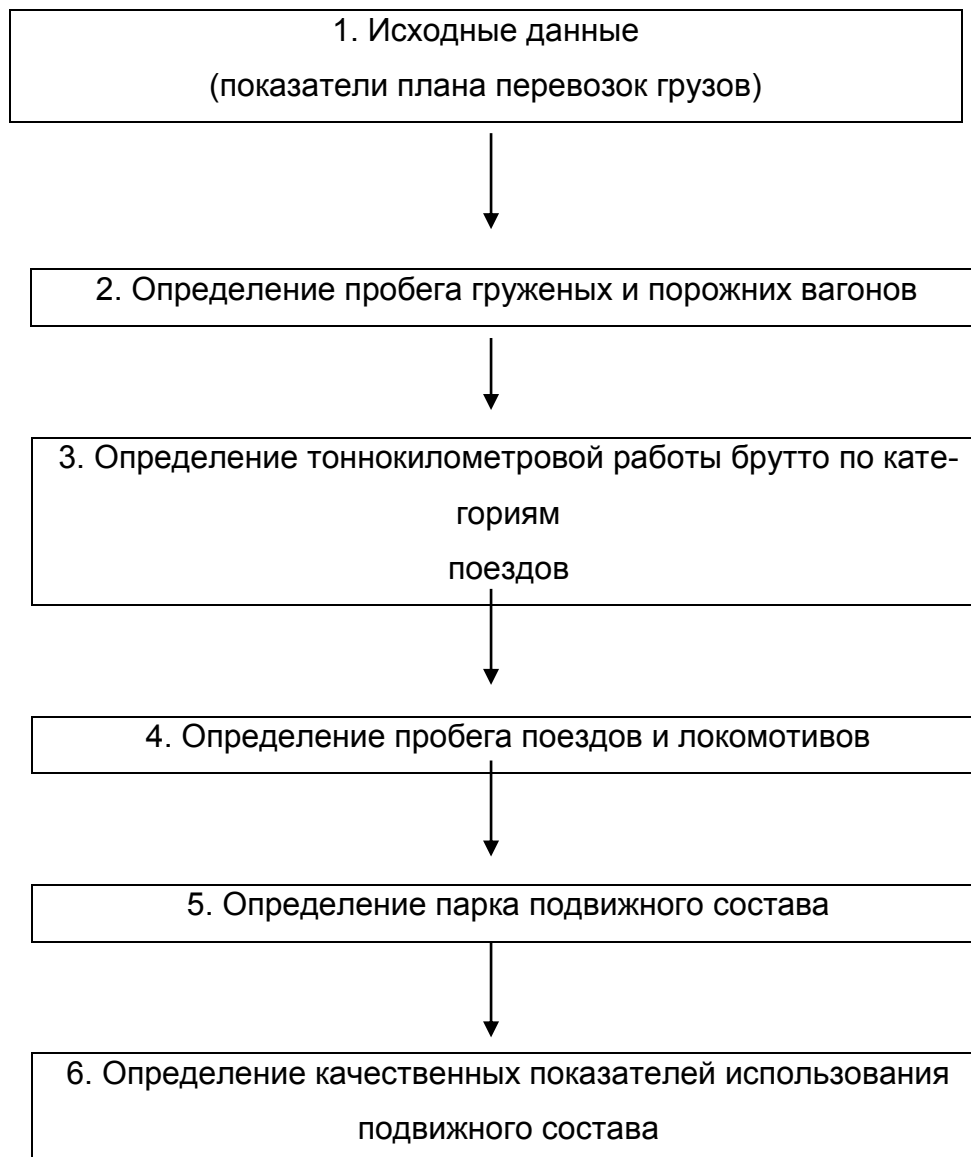 1. Исходные данные
(показатели плана перевозок грузов)
2. Определение пробега груженых и порожних вагонов
3. Определение тоннокилометровой работы брутто по кате-
гориям
поездов
4. Определение пробега поездов и локомотивов
5. Определение парка подвижного состава
6. Определение качественных показателей использования
подвижного состава